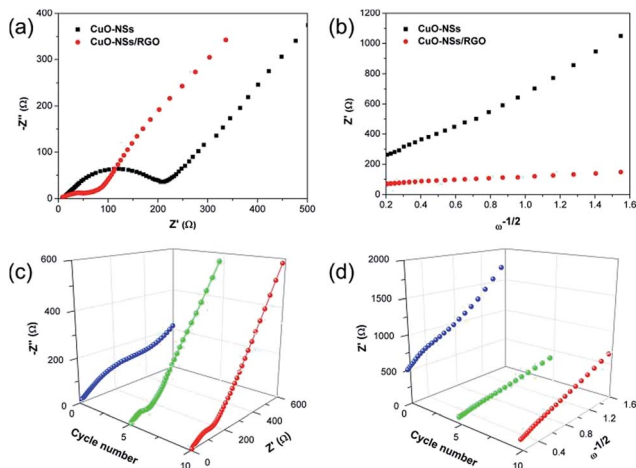 (a)
CuO-NSs
CuO-NSs/RGO
-Z'' (Ω)
400
300
200
100
0
0 100 200 300 400 500
Z' (Ω)
(b)
CuO-NSs
CuO-NSs/RGO
Z' (Ω)
1200
1000
800
600
400
200
0
0.2 0.4 0.6 0.8 1.0 1.2 1.4 1.6
ω-1/2
(c)
-Z'' (Ω)
600
400
200
0
0
5
10
Cycle number
0
200
400
600
Z' (Ω)
(d)
Z' (Ω)
2000
1500
1000
500
0
0
5
10
Cycle number
0.4
0.8
1.2
1.6
ω-1/2